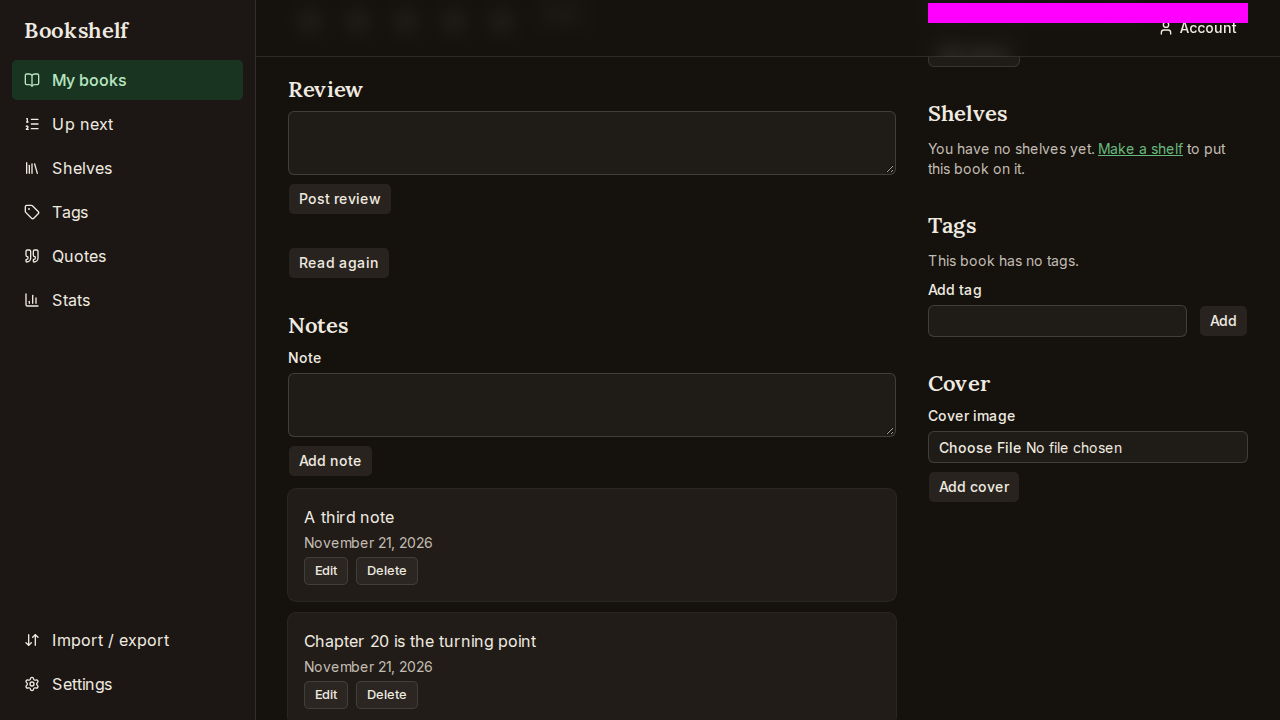 Bookshelf
My books
Up next
Shelves
Tags
Quotes
Stats
Import / export
Settings
Account
Review
Post review
Read again
Notes
Note
Add note
A third note
November 21, 2026
Edit
Delete
Chapter 20 is the turning point
November 21, 2026
Edit
Delete
Shelves
You have no shelves yet. Make a shelf to put
this book on it.
Tags
This book has no tags.
Add tag
Add
Cover
Cover image
Choose File No file chosen
Add cover